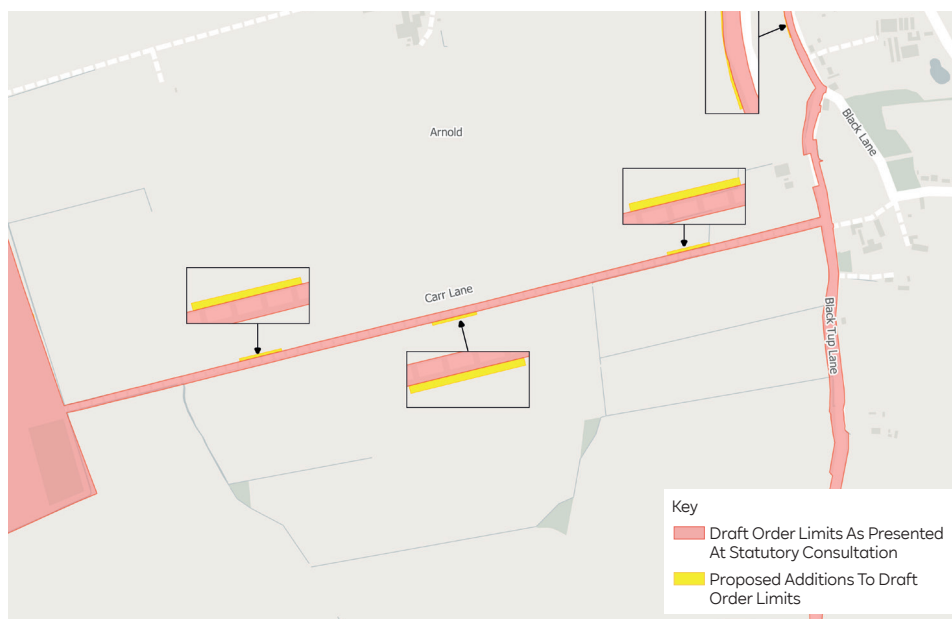 Arnold
Black Lane
Carr Lane
Black Tup Lane
Key
Draft Order Limits As Presented
At Statutory Consultation
Proposed Additions To Draft
Order Limits